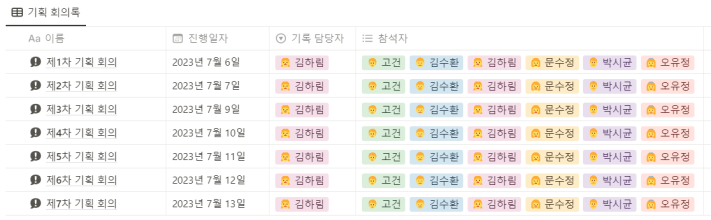 기획 회의록
Aa 이름 진행일자 기록 담당자 참석자
제1차 기획 회의 2023년 7월 6일 김하림 고건 김수환 김하림 문수정 박시균 오유정
제2차 기획 회의 2023년 7월 7일 김하림 고건 김수환 김하림 문수정 박시균 오유정
제3차 기획 회의 2023년 7월 9일 김하림 고건 김수환 김하림 문수정 박시균 오유정
제4차 기획 회의 2023년 7월 10일 김하림 고건 김수환 김하림 문수정 박시균 오유정
제5차 기획 회의 2023년 7월 11일 김하림 고건 김수환 김하림 문수정 박시균 오유정
제6차 기획 회의 2023년 7월 12일 김하림 고건 김수환 김하림 문수정 박시균 오유정
제7차 기획 회의 2023년 7월 13일 김하림 고건 김수환 김하림 문수정 박시균 오유정